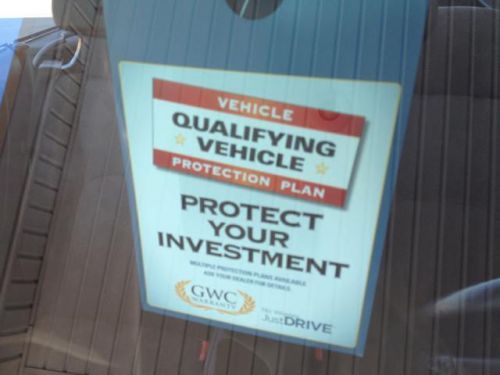 VEHICLE
QUALIFYING
VEHICLE
PROTECTION PLAN
PROTECT
YOUR
INVESTMENT
MULTIPLE PROTECTION PLANS AVAILABLE
ASK YOUR DEALER FOR DETAILS
GWC
WARRANTY
JustDRIVE